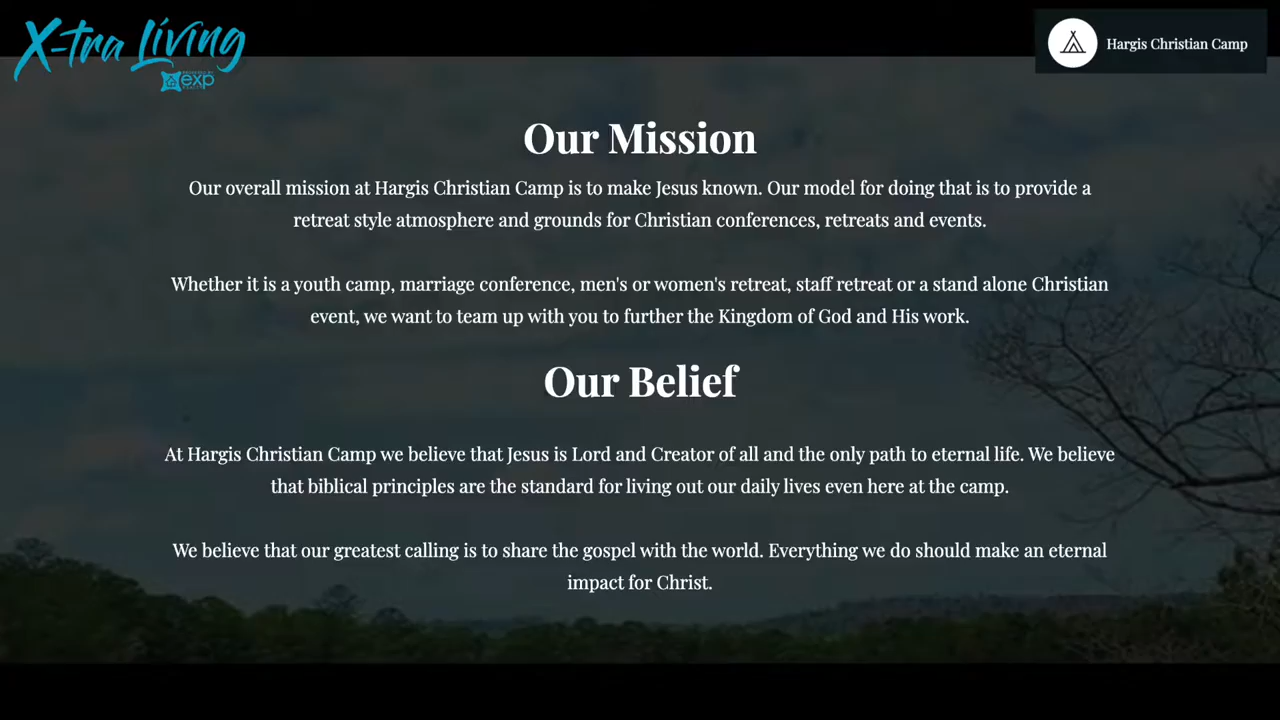 X-tra Living
exp
Hargis Christian Camp
Our Mission
Our overall mission at Hargis Christian Camp is to make Jesus known. Our model for doing that is to provide a
retreat style atmosphere and grounds for Christian conferences, retreats and events.
Whether it is a youth camp, marriage conference, men's or women's retreat, staff retreat or a stand alone Christian
event, we want to team up with you to further the Kingdom of God and His work.
Our Belief
At Hargis Christian Camp we believe that Jesus is Lord and Creator of all and the only path to eternal life. We believe
that biblical principles are the standard for living out our daily lives even here at the camp.
We believe that our greatest calling is to share the gospel with the world. Everything we do should make an eternal
impact for Christ.